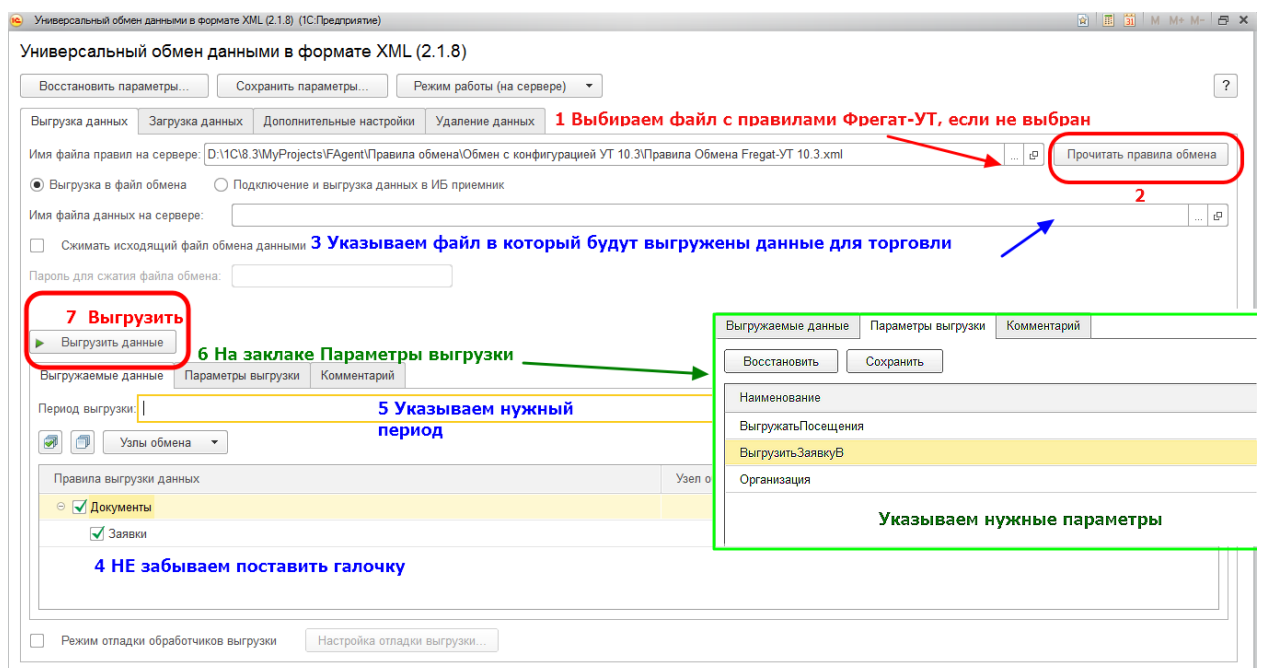 Универсальный обмен данными в формате XML (2.1.8) (1С:Предприятие)
31 M M+ M-
Универсальный обмен данными в формате XML (2.1.8)
Восстановить параметры... Сохранить параметры... Режим работы (на сервере) ?
Выгрузка данных Загрузка данных Дополнительные настройки Удаление данных 1 Выбираем файл с правилами Фрегат-УТ, если не выбран
Имя файла правил на сервере: D:\1С\8.3\MyProjects\FAgent\Правила обмена\Обмен с конфигурацией УТ 10.3\Правила Обмена Fregat-УТ 10.3.xml ... Прочитать правила обмена
Выгрузка в файл обмена Подключение и выгрузка данных в ИБ приемник
2
Имя файла данных на сервере: ...
Сжимать исходящий файл обмена данными 3 Указываем файл в который будут выгружены данные для торговли
Пароль для сжатия файла обмена:
7 Выгрузить
Выгрузить данные
6 На заклаке Параметры выгрузки
Выгружаемые данные Параметры выгрузки Комментарий
Период выгрузки: 5 Указываем нужный
период
Узлы обмена
Правила выгрузки данных Узел о
Документы
Заявки
4 НЕ забываем поставить галочку
Выгружаемые данные Параметры выгрузки Комментарий
Восстановить Сохранить
Наименование
ВыгружатьПосещения
ВыгрузитьЗаявкуВ
Организация
Указываем нужные параметры
Режим отладки обработчиков выгрузки Настройка отладки выгрузки...